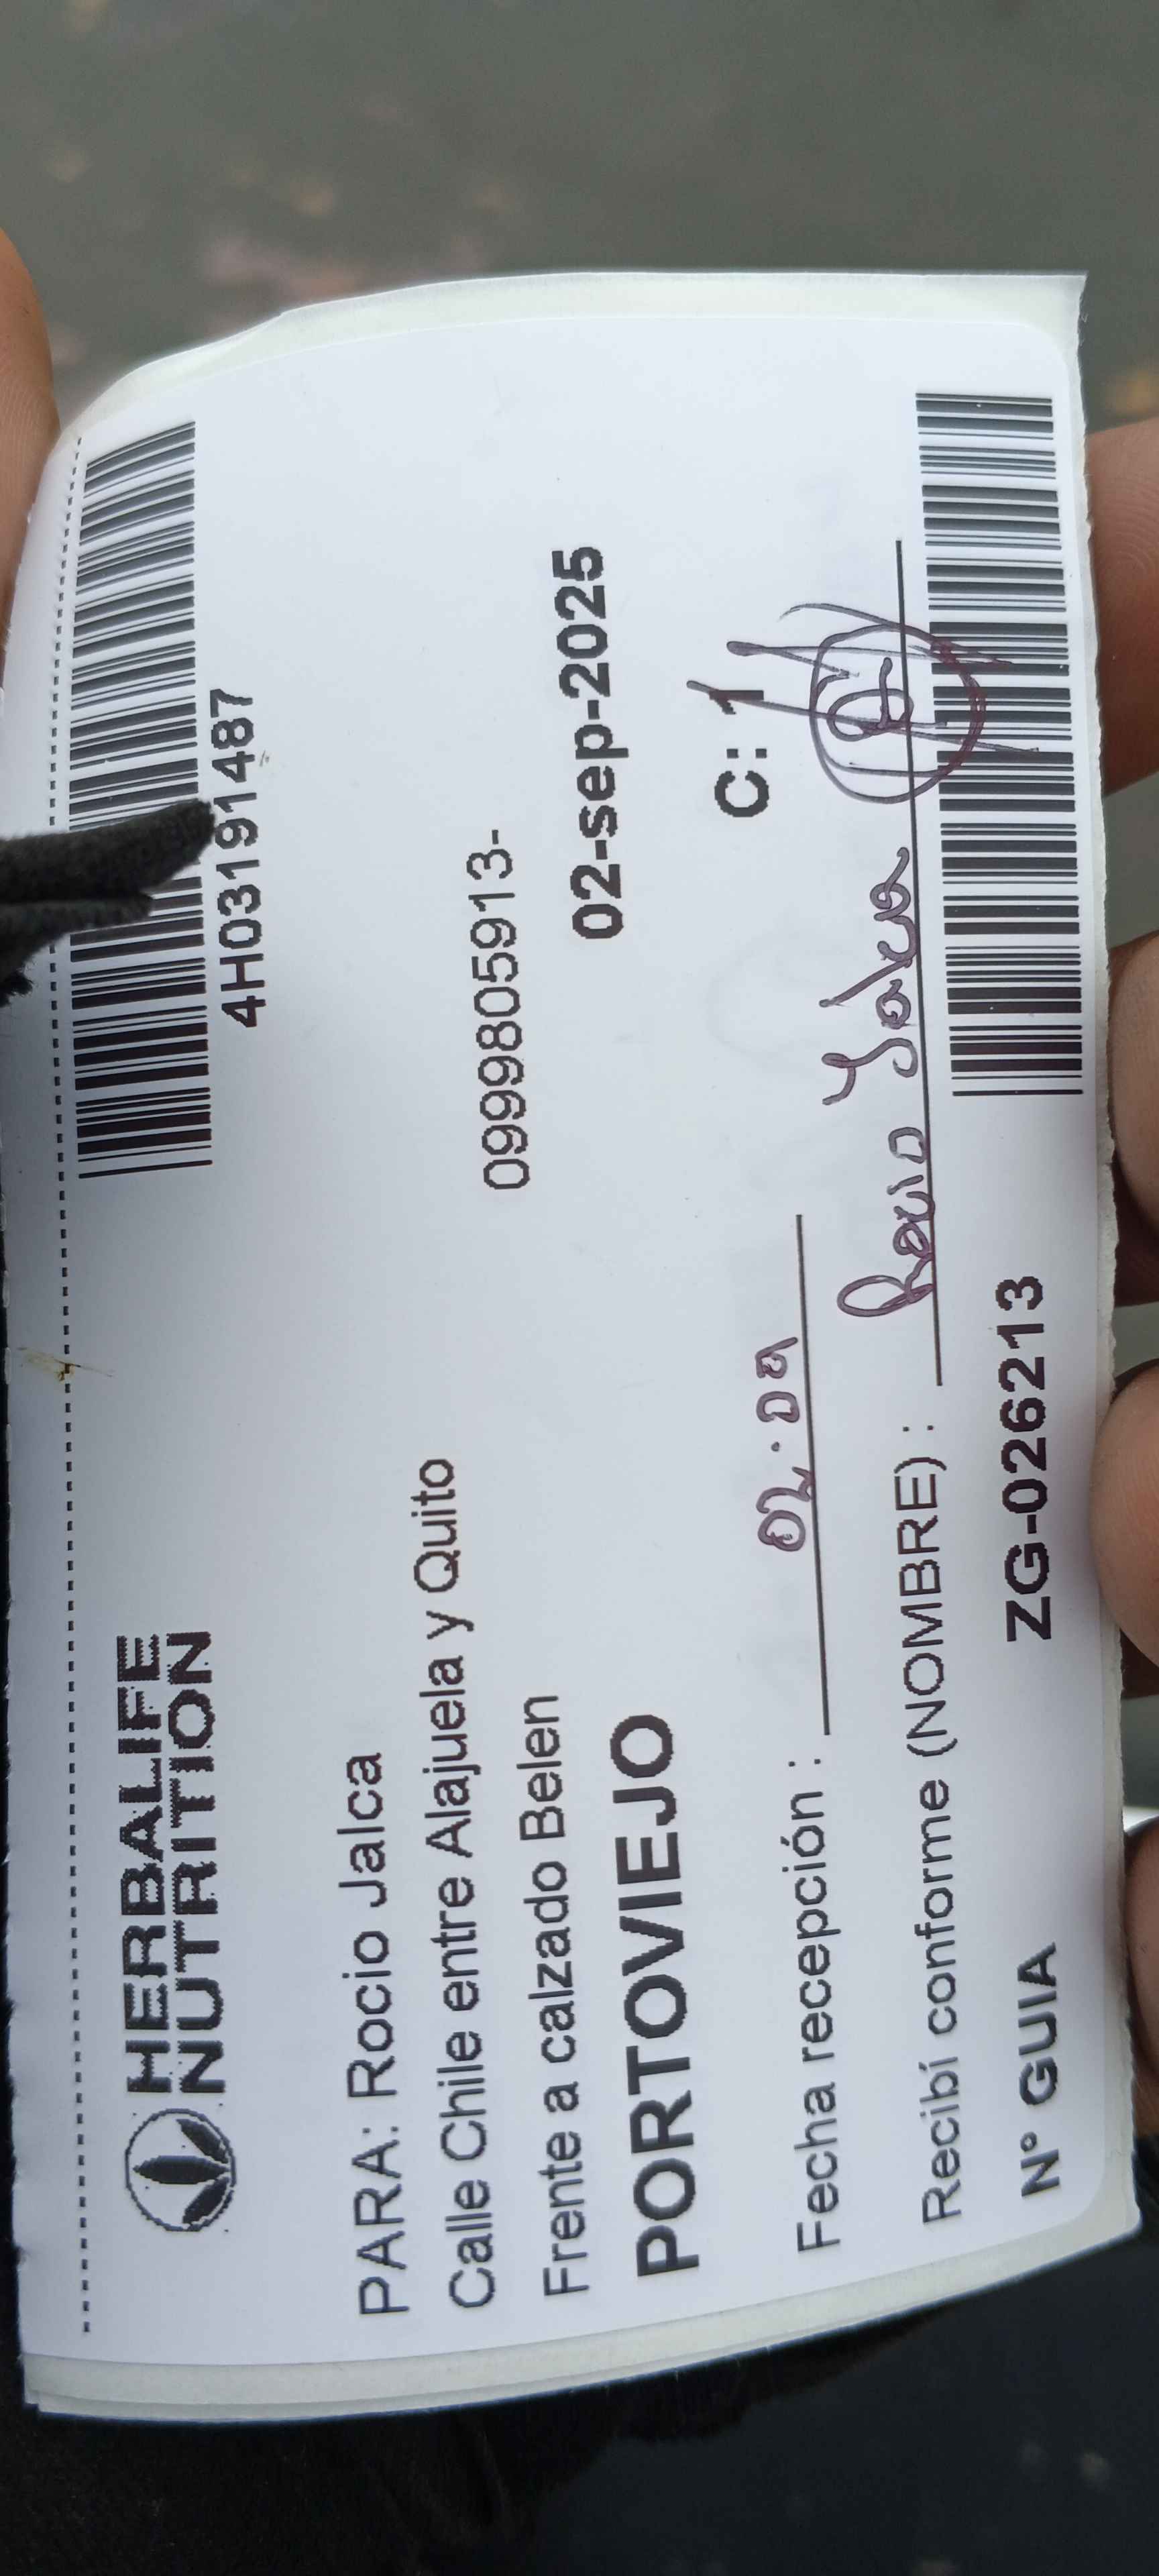 HERBALIFE
NUTRITION
4H03191487
PARA: Rocio Jalca
Calle Chile entre Alajuela y Quito
0999805913-
Frente a calzado Belen
02-sep-2025
PORTOVIEJO
C: 1
Fecha recepción : 02.09
Recibí conforme (NOMBRE) : Rocio Jalca
N° GUIA ZG-026213